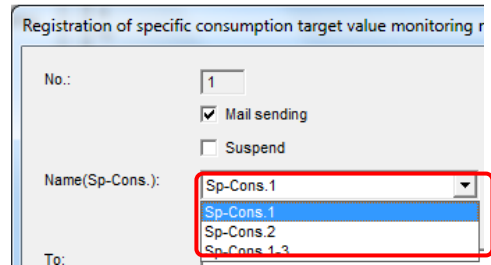 Registration of specific consumption target value monitoring
No.:
1
Mail sending
Suspend
Name(Sp-Cons.):
Sp-Cons.1
Sp-Cons.1
Sp-Cons.2
Sp-Cons.1-3
To: